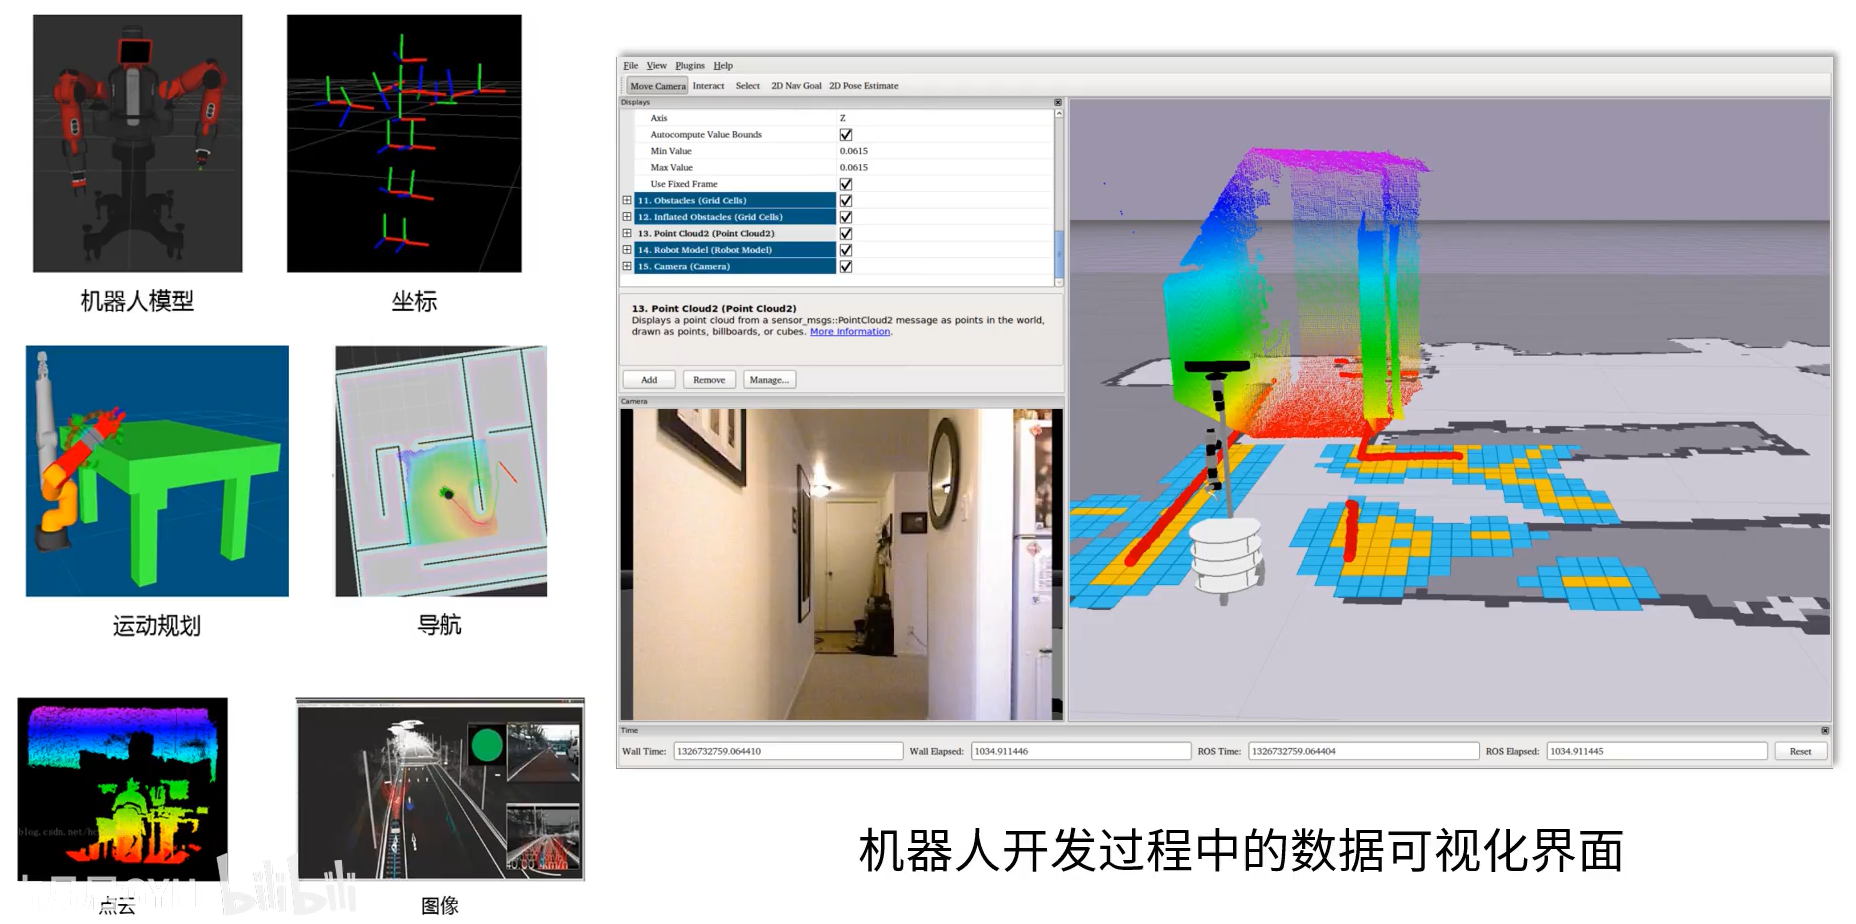 机器人模型
坐标
运动规划
导航
blog.csdn.net/hc
40.00 km/h
bilibili
点云
图像
File View Plugins Help
Move Camera Interact Select 2D Nav Goal 2D Pose Estimate
Displays
Axis Z
Autocompute Value Bounds
Min Value 0.0615
Max Value 0.0615
Use Fixed Frame
11. Obstacles (Grid Cells)
12. Inflated Obstacles (Grid Cells)
13. Point Cloud2 (Point Cloud2)
14. Robot Model (Robot Model)
15. Camera (Camera)
13. Point Cloud2 (Point Cloud2)
Displays a point cloud from a sensor_msgs::PointCloud2 message as points in the world,
drawn as points, billboards, or cubes. More Information.
Add Remove Manage...
Camera
Time
Wall Time: 1326732759.064410 Wall Elapsed: 1034.911446 ROS Time: 1326732759.064404 ROS Elapsed: 1034.911445 Reset
机器人开发过程中的数据可视化界面